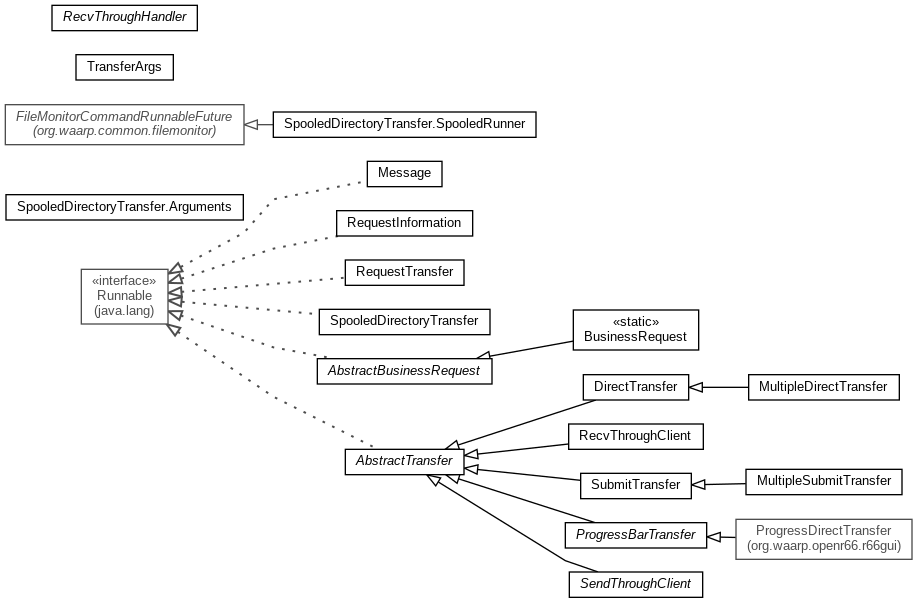 RecvThroughHandler
TransferArgs
FileMonitorCommandRunnableFuture
(org.waarp.common.filemonitor)
SpooledDirectoryTransfer.SpooledRunner
Message
SpooledDirectoryTransfer.Arguments
RequestInformation
RequestTransfer
«interface»
Runnable
(java.lang)
SpooledDirectoryTransfer
«static»
BusinessRequest
AbstractBusinessRequest
DirectTransfer
MultipleDirectTransfer
RecvThroughClient
AbstractTransfer
SubmitTransfer
MultipleSubmitTransfer
ProgressBarTransfer
ProgressDirectTransfer
(org.waarp.openr66.r66gui)
SendThroughClient